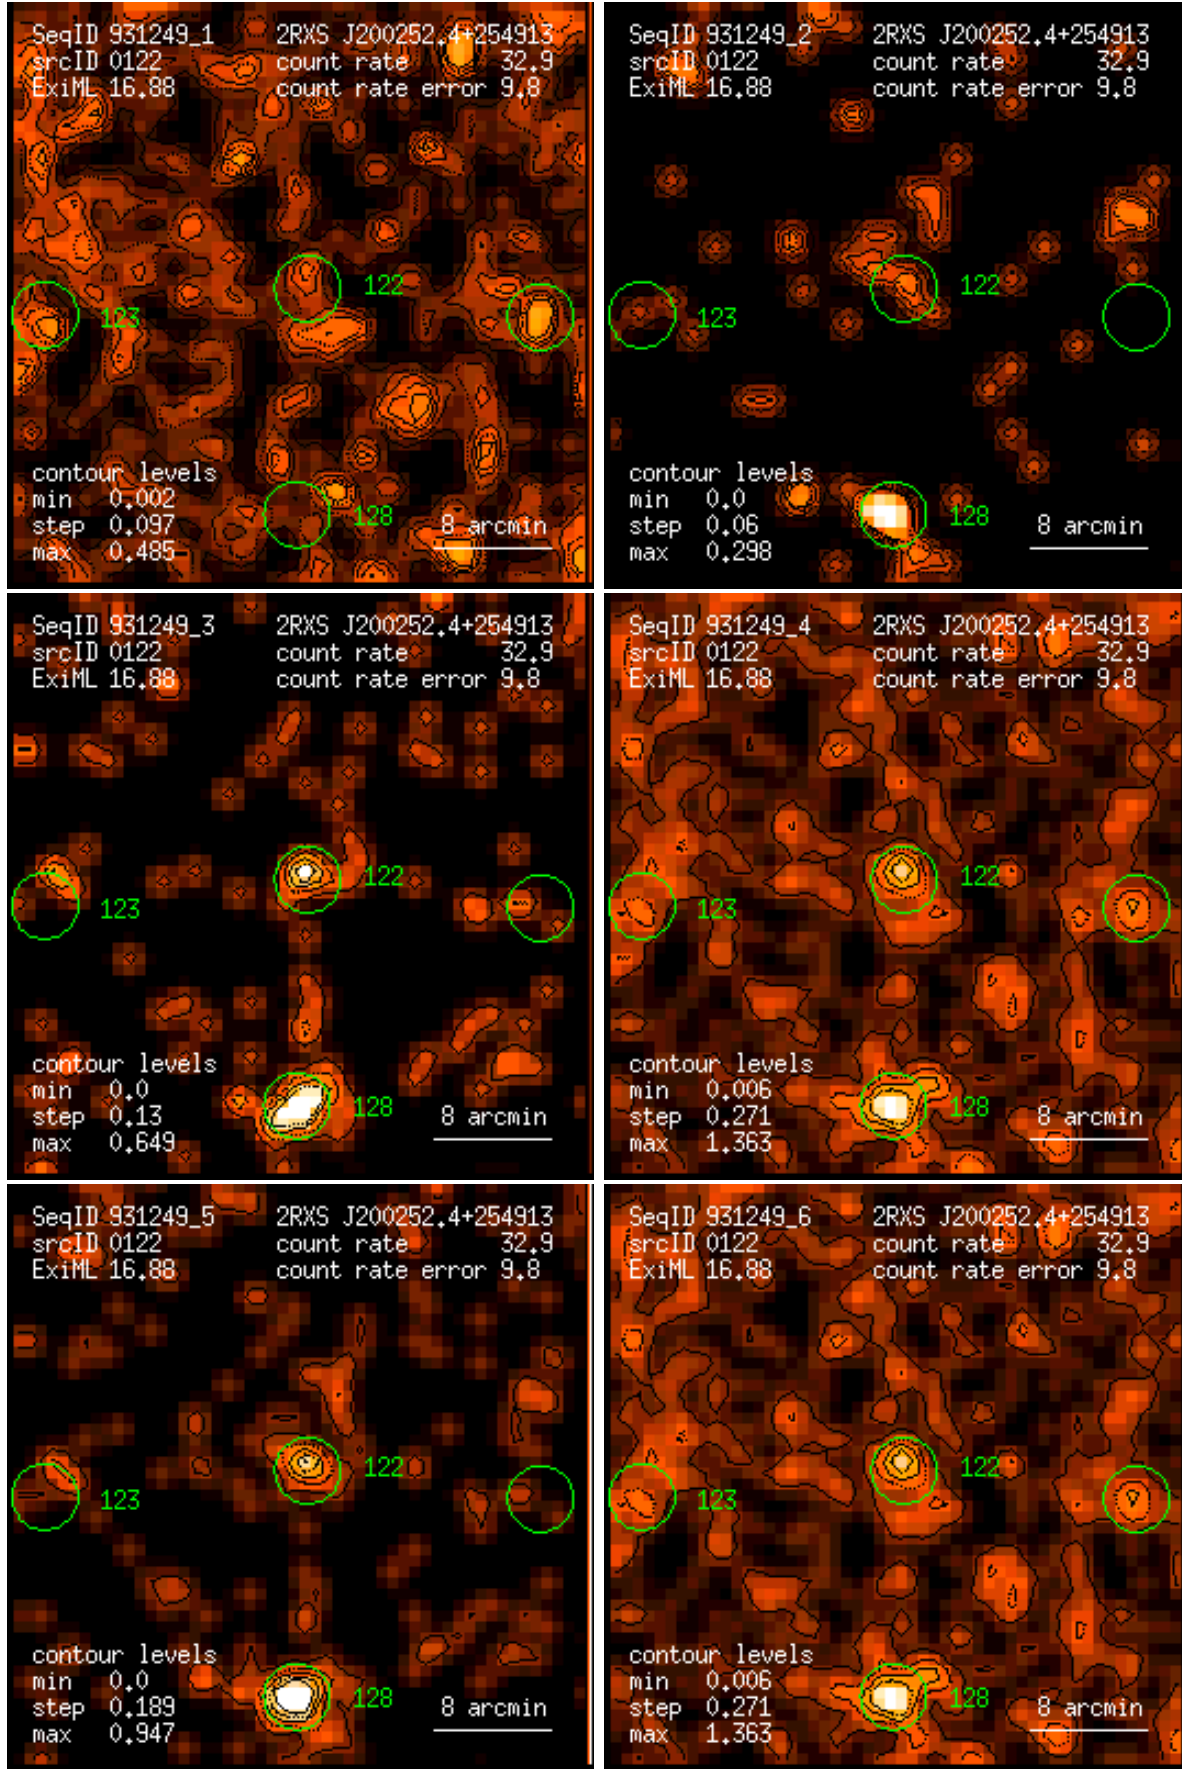 SeqID 931249_1 2RXS J200252.4+254913
srcID 0122 count rate 32.9
ExiML 16.88 count rate error 9.8
122
123
128
contour levels
min 0.002
step 0.097
max 0.485
8 arcmin
SeqID 931249_2 2RXS J200252.4+254913
srcID 0122 count rate 32.9
ExiML 16.88 count rate error 9.8
122
123
128
contour levels
min 0.0
step 0.06
max 0.298
8 arcmin
SeqID 931249_3 2RXS J200252.4+254913
srcID 0122 count rate 32.9
ExiML 16.88 count rate error 9.8
122
123
128
contour levels
min 0.0
step 0.13
max 0.649
8 arcmin
SeqID 931249_4 2RXS J200252.4+254913
srcID 0122 count rate 32.9
ExiML 16.88 count rate error 9.8
122
123
128
contour levels
min 0.006
step 0.271
max 1.363
8 arcmin
SeqID 931249_5 2RXS J200252.4+254913
srcID 0122 count rate 32.9
ExiML 16.88 count rate error 9.8
122
123
128
contour levels
min 0.0
step 0.189
max 0.947
8 arcmin
SeqID 931249_6 2RXS J200252.4+254913
srcID 0122 count rate 32.9
ExiML 16.88 count rate error 9.8
122
123
128
contour levels
min 0.006
step 0.271
max 1.363
8 arcmin